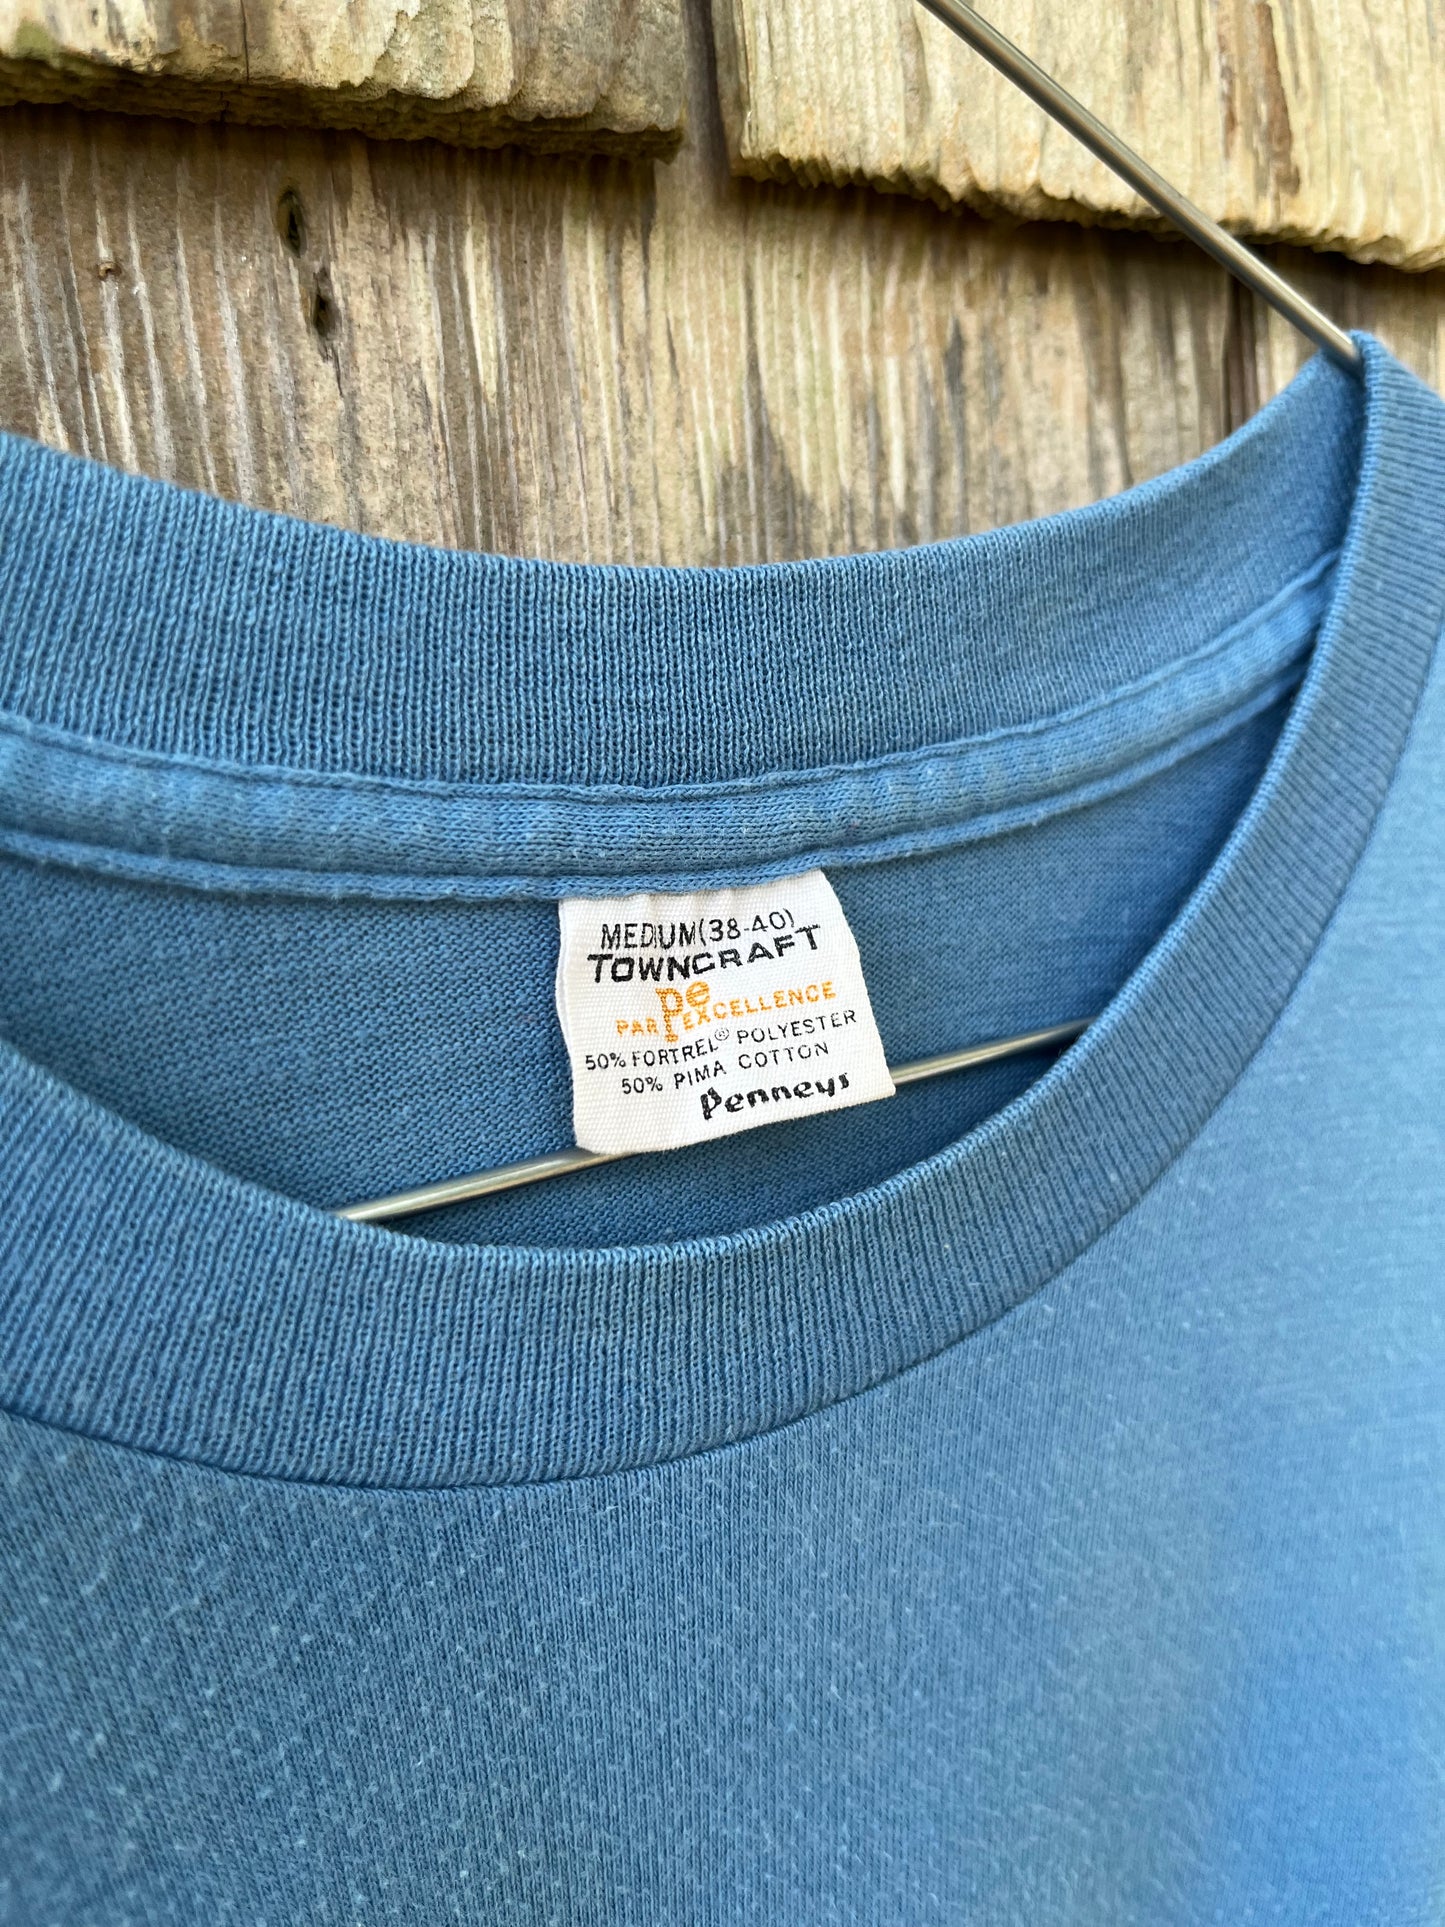 MEDIUM(38-40)
TOWNCRAFT
Pe
PAR EXCELLENCE
50% FORTREL® POLYESTER
50% PIMA COTTON
Penneys